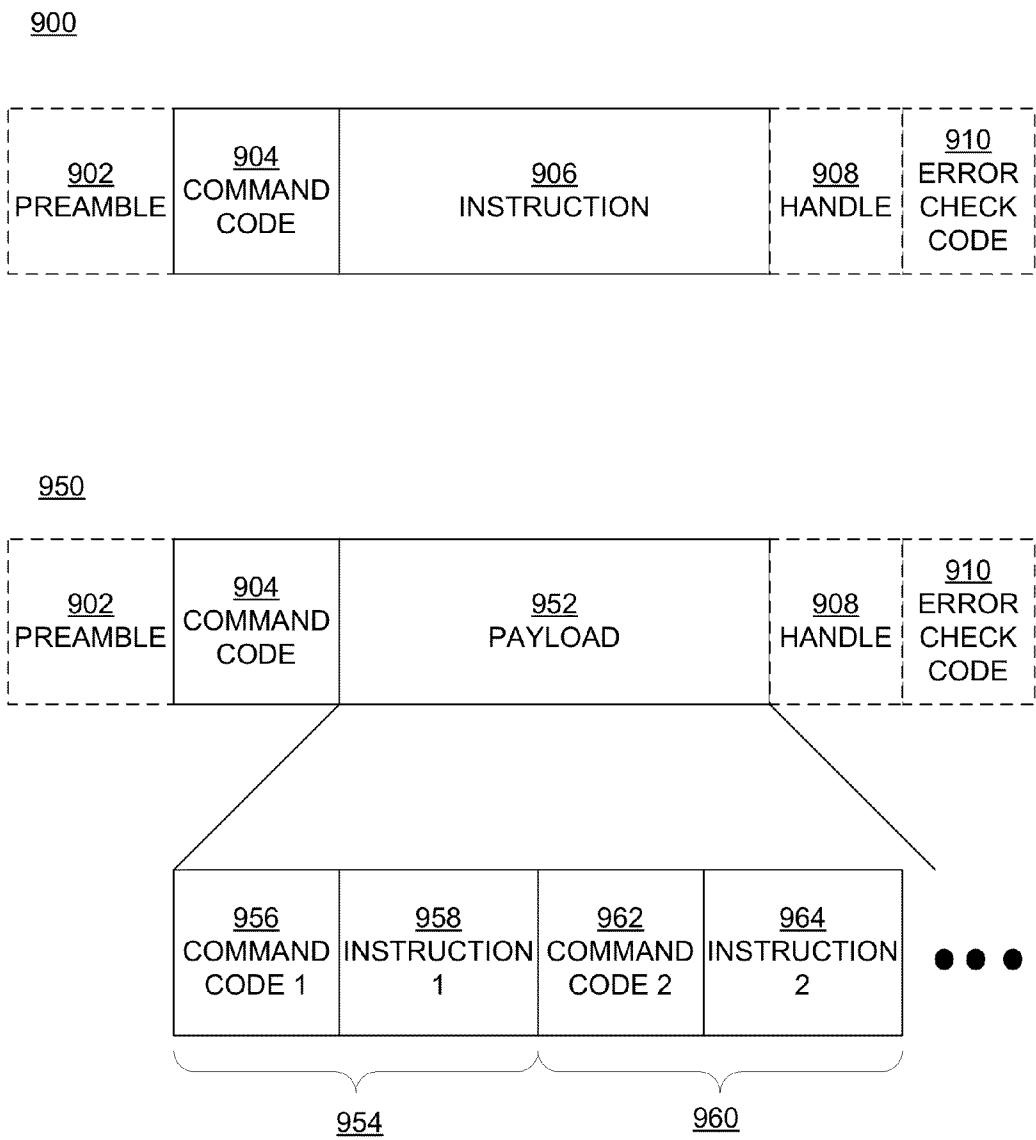 900
902
PREAMBLE
904
COMMAND
CODE
906
INSTRUCTION
908
HANDLE
910
ERROR
CHECK
CODE
950
902
PREAMBLE
904
COMMAND
CODE
952
PAYLOAD
908
HANDLE
910
ERROR
CHECK
CODE
956
COMMAND
CODE 1
958
INSTRUCTION
1
962
COMMAND
CODE 2
964
INSTRUCTION
2
954
960